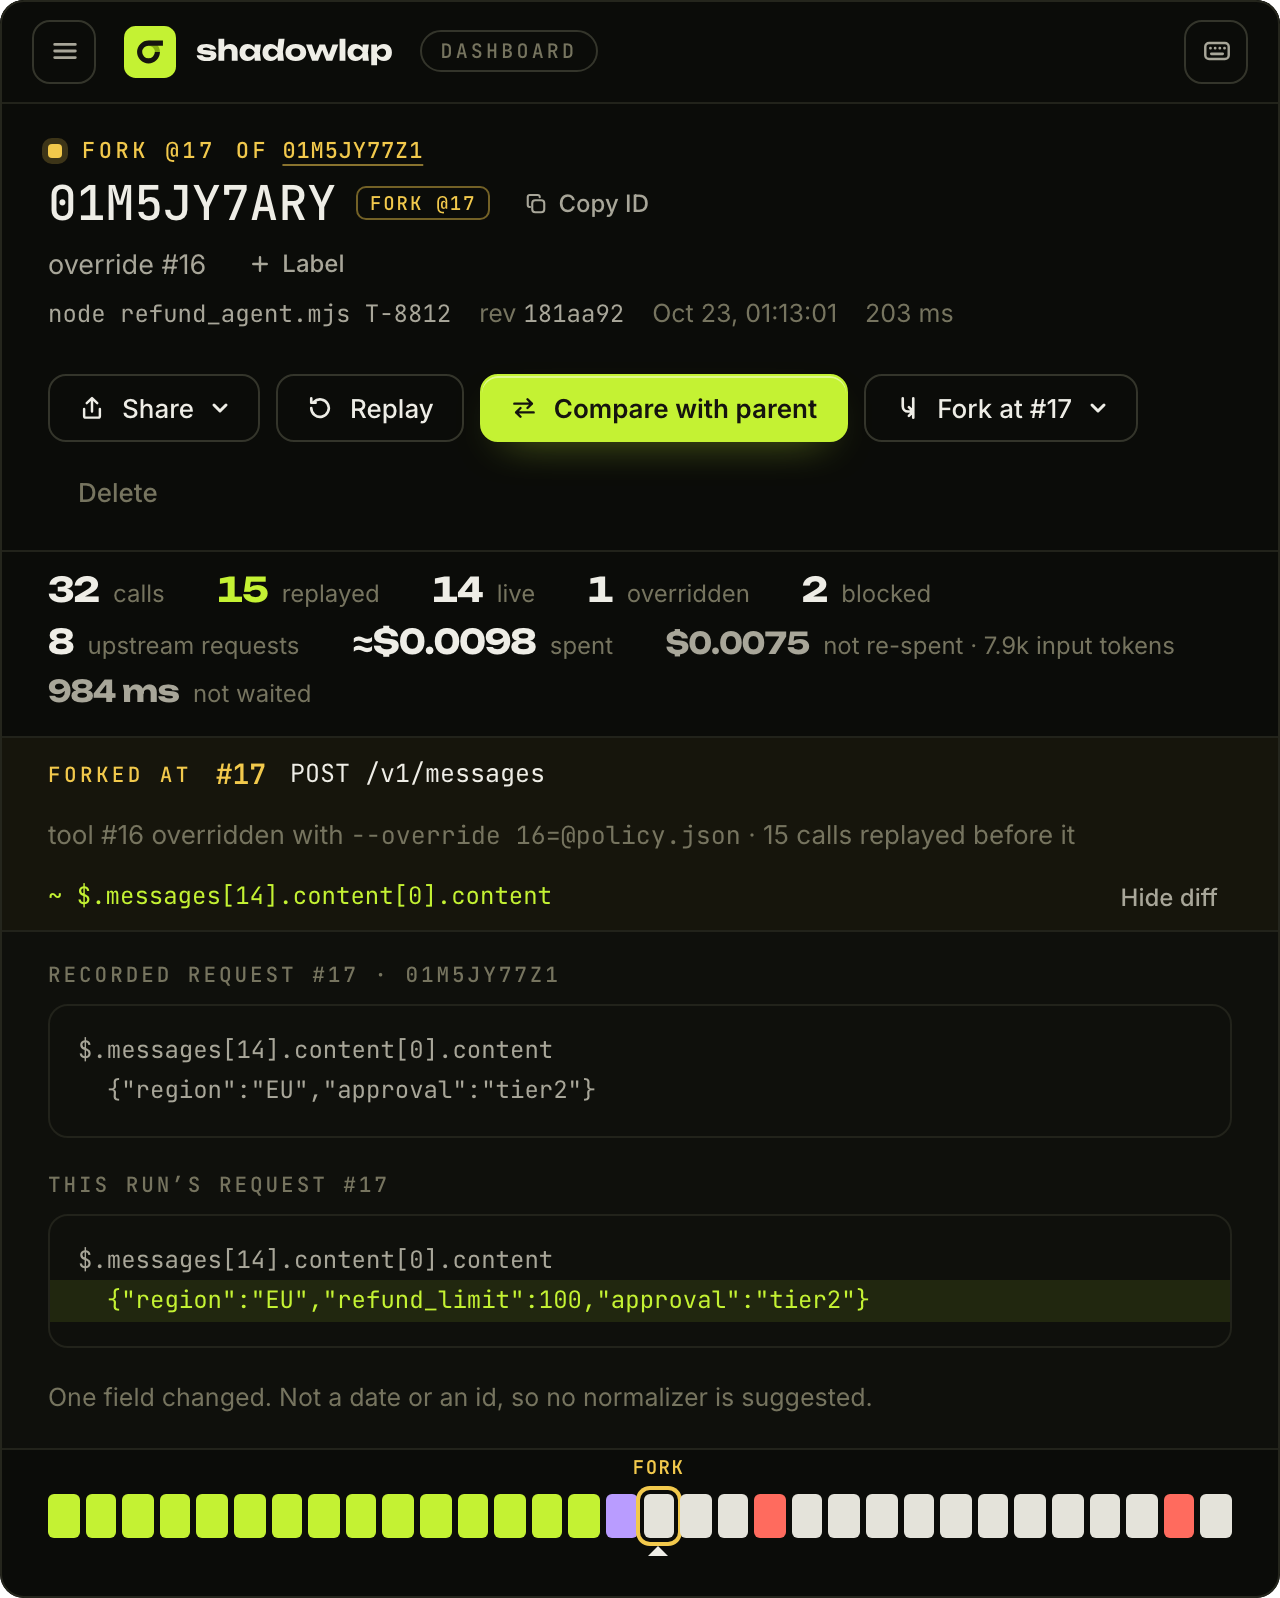 shadowlap DASHBOARD
FORK @17 OF 01M5JY77Z1
01M5JY7ARY FORK @17 Copy ID
override #16 + Label
node refund_agent.mjs T-8812 rev 181aa92 Oct 23, 01:13:01 203 ms
Share Replay Compare with parent Fork at #17
Delete
32 calls 15 replayed 14 live 1 overridden 2 blocked
8 upstream requests ≈$0.0098 spent $0.0075 not re-spent · 7.9k input tokens
984 ms not waited
FORKED AT #17 POST /v1/messages
tool #16 overridden with --override 16=@policy.json · 15 calls replayed before it
~ $.messages[14].content[0].content Hide diff
RECORDED REQUEST #17 · 01M5JY77Z1
$.messages[14].content[0].content
{"region":"EU","approval":"tier2"}
THIS RUN’S REQUEST #17
$.messages[14].content[0].content
{"region":"EU","refund_limit":100,"approval":"tier2"}
One field changed. Not a date or an id, so no normalizer is suggested.
FORK